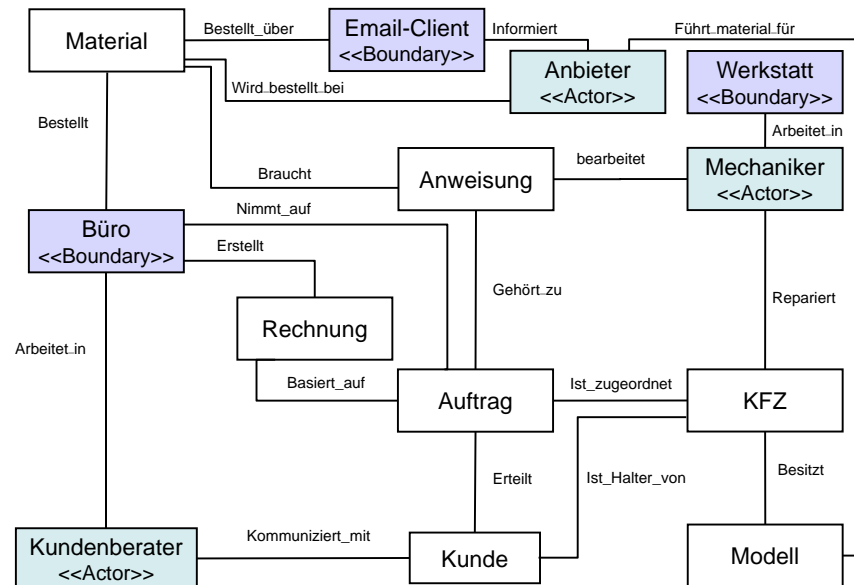 Material
Bestellt_über
Email-Client
<<Boundary>>
Informiert
Führt_material_für
Anbieter
<<Actor>>
Werkstatt
<<Boundary>>
Wird_bestellt_bei
Bestellt
Arbeitet_in
Braucht
Anweisung
bearbeitet
Mechaniker
<<Actor>>
Büro
<<Boundary>>
Nimmt_auf
Erstellt
Gehört_zu
Repariert
Rechnung
Arbeitet_in
Basiert_auf
Auftrag
Ist_zugeordnet
KFZ
Erteilt
Ist_Halter_von
Besitzt
Kundenberater
<<Actor>>
Kommuniziert_mit
Kunde
Modell